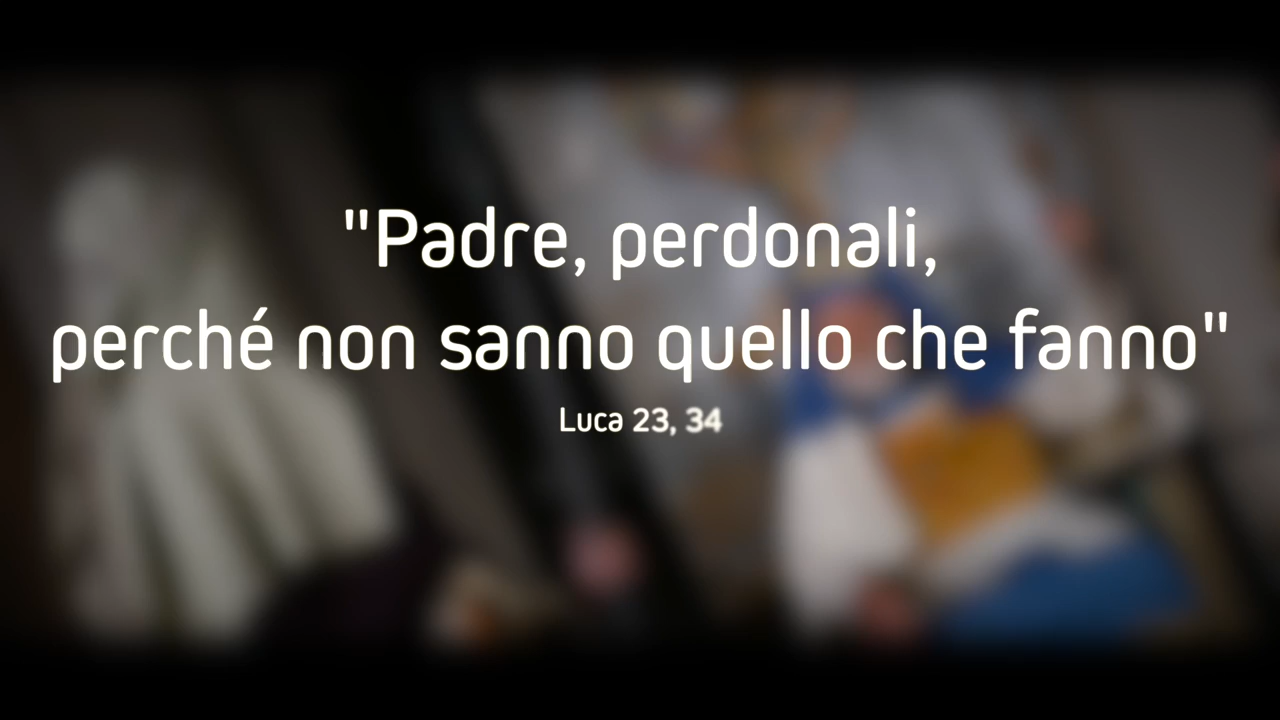 "Padre, perdonali,
perché non sanno quello che fanno"
Luca 23, 34